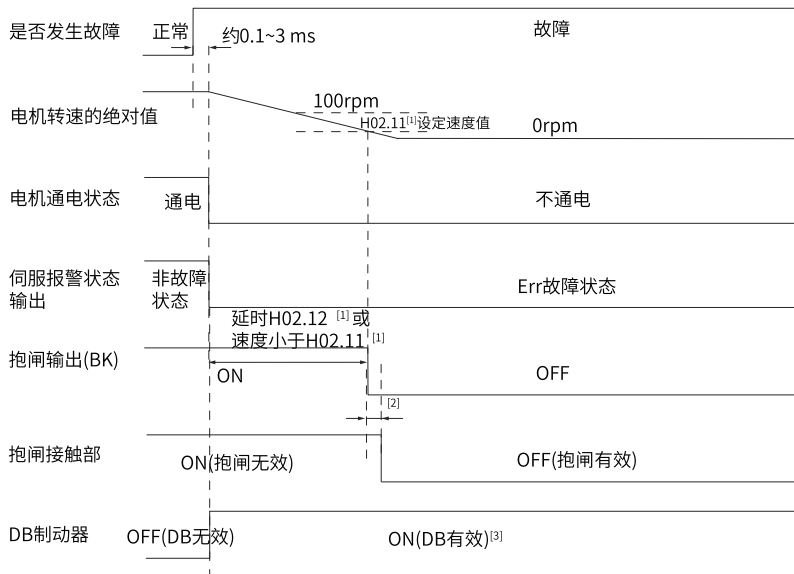 是否发生故障
正常
约0.1~3 ms
故障
电机转速的绝对值
100rpm
H02.11[1]设定速度值
0rpm
电机通电状态
通电
不通电
伺服报警状态
输出
非故障
状态
Err故障状态
延时H02.12 [1] 或
速度小于H02.11 [1]
抱闸输出(BK)
ON
OFF
[2]
抱闸接触部
ON(抱闸无效)
OFF(抱闸有效)
DB制动器
OFF(DB无效)
ON(DB有效)[3]